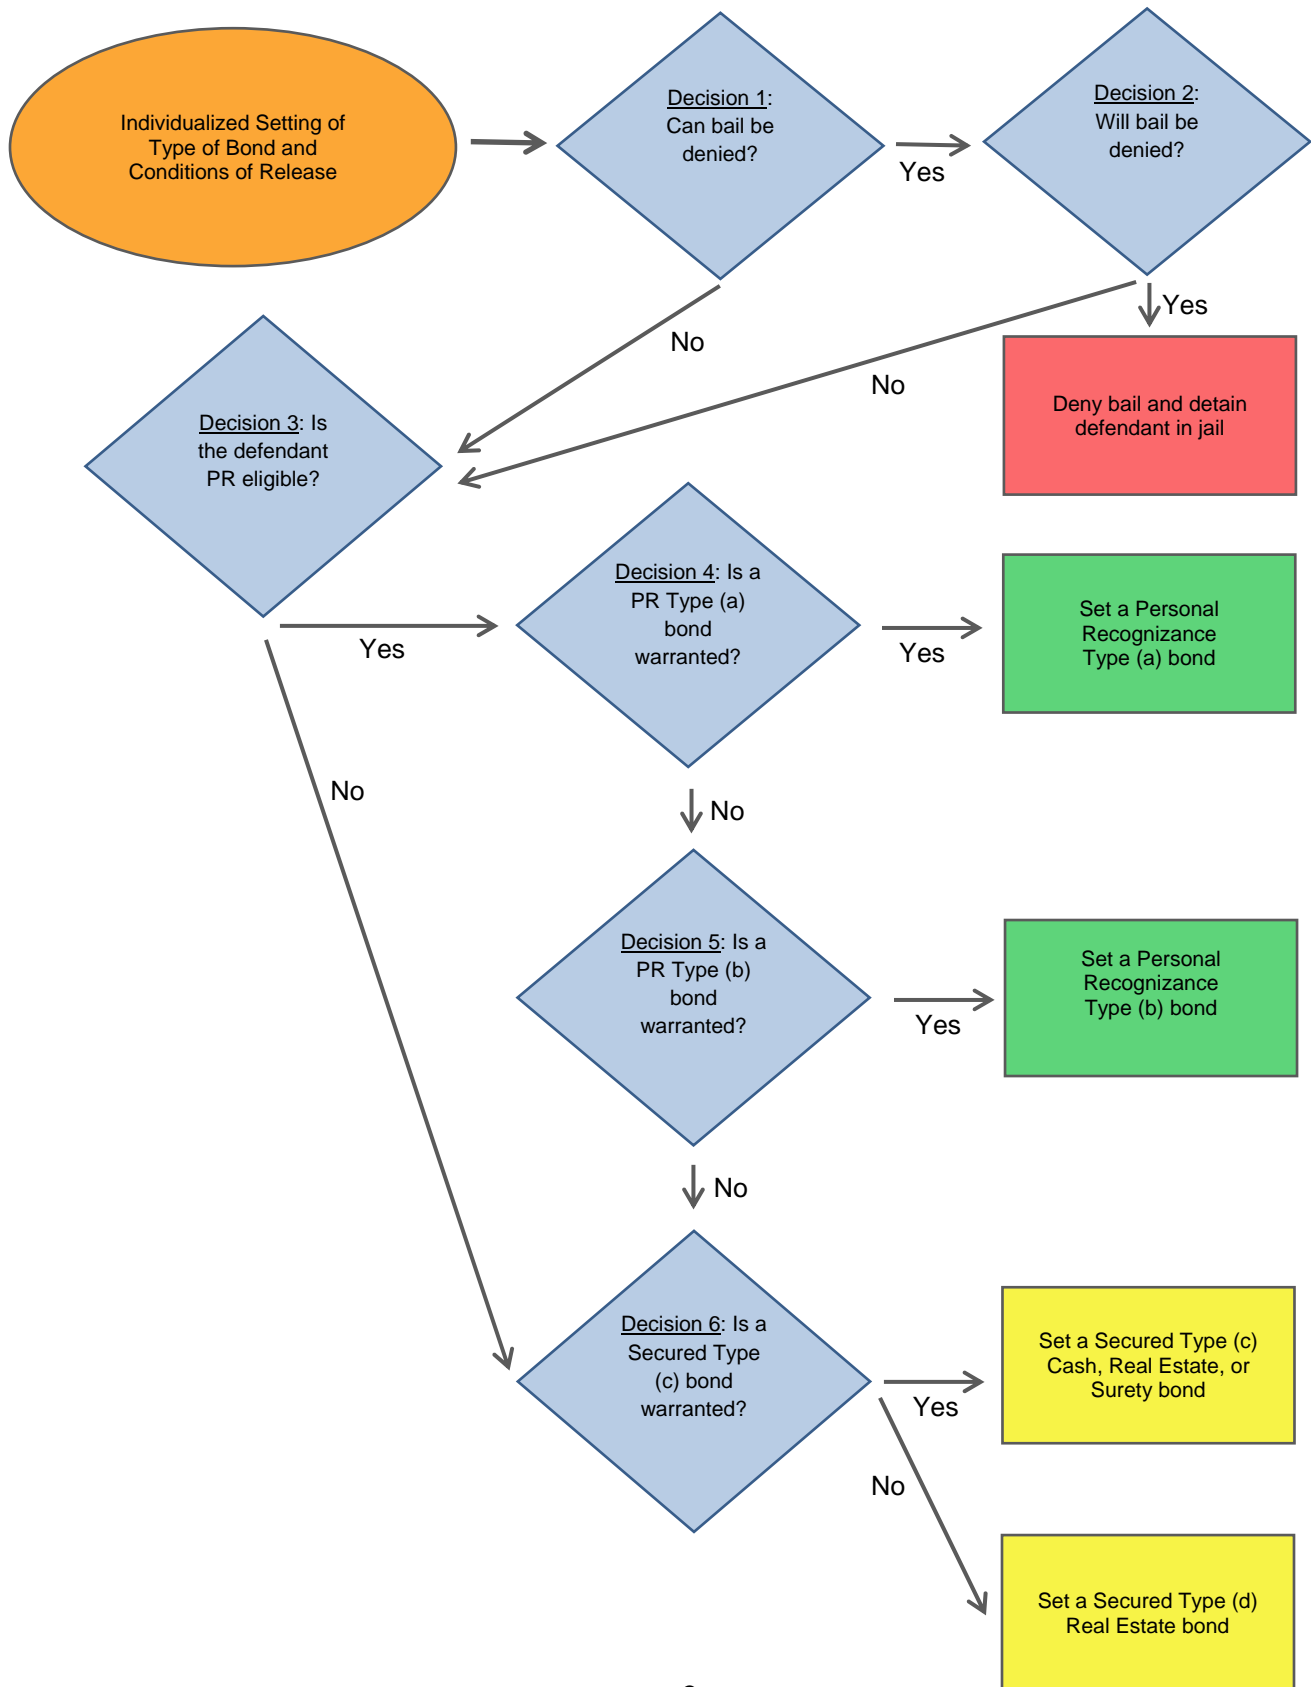 Individualized Setting of
Type of Bond and
Conditions of Release
Decision 1:
Can bail be
denied?
Yes
Decision 2:
Will bail be
denied?
Yes
No
No
Deny bail and detain
defendant in jail
Decision 3: Is
the defendant
PR eligible?
Yes
No
Decision 4: Is a
PR Type (a)
bond
warranted?
Yes
Set a Personal
Recognizance
Type (a) bond
No
Decision 5: Is a
PR Type (b)
bond
warranted?
Yes
Set a Personal
Recognizance
Type (b) bond
No
Decision 6: Is a
Secured Type
(c) bond
warranted?
Yes
Set a Secured Type (c)
Cash, Real Estate, or
Surety bond
No
Set a Secured Type (d)
Real Estate bond